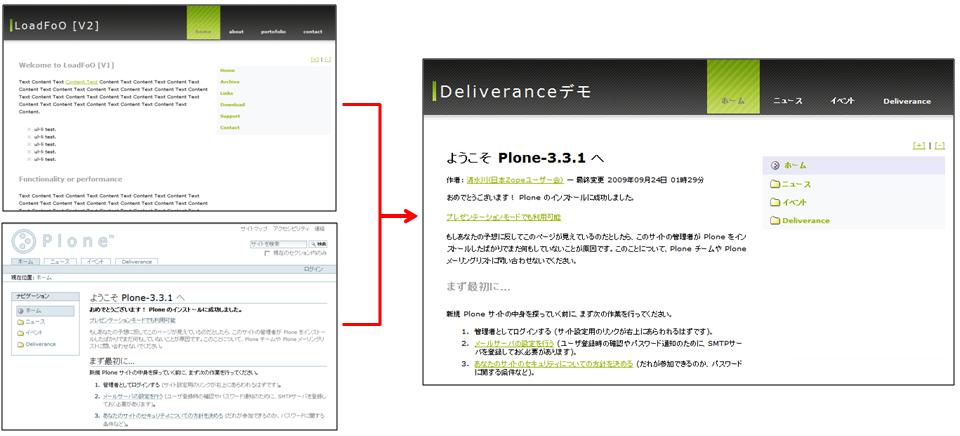 LoadFoO [V2]
home
about
portofolio
contact
[+] | [-]
Welcome to LoadFoO [V1]
Text Content Text Content Text Content Text Content Text Content Text
Content Text Content Text Content Text Content Text Content Text
Content Text Content Text Content Text Content Text Content Text
Content Text Content Text Content Text Content Text Content Text
Content.
ul-li test.
ul-li test.
ul-li test.
ul-li test.
ul-li test.
Functionality or performance
Text Content Text Content Text Content Text Content Text Content Text
Content Text Content Text Content Text Content Text Content Text
Home
Archive
Links
Download
Support
Contact
サイトマップ アクセシビリティ 連絡
Plone™
サイトを検索 検索
現在のセクション内のみ
ホーム ニュース イベント Deliverance
ログイン
現在位置: ホーム
ナビゲーション
ホーム
ニュース
イベント
Deliverance
ようこそ Plone-3.3.1 へ
おめでとうございます! Plone のインストールに成功しました。
プレゼンテーションモードでも利用可能
もしあなたの予想に反してこのページが見えているのだとしたら、このサイトの管理者が Plone をインストー
ルしたばかりでまだ何もしていないことが原因です。このことについて、Plone チームや Plone メーリングリス
トに問い合わせないでください。
まず最初に...
新規 Plone サイトの中身を探っていく前に、まず次の作業を行ってください。
1. 管理者としてログインする (サイト設定用のリンクが右上にあらわれるはずです)。
2. メールサーバの設定を行う (ユーザ登録時の確認やパスワード通知のために、SMTPサーバを登録し
ておく必要があります)。
3. あなたのサイトのセキュリティについての方針を決める (だれが参加できるのか、パスワードに関する
条件など)。
Deliveranceデモ
ホーム
ニュース
イベント
Deliverance
[+] | [-]
ようこそ Plone-3.3.1 へ
作者: 清水川(日本Zopeユーザー会) — 最終変更 2009年09月24日 01時29分
おめでとうございます! Plone のインストールに成功しました。
プレゼンテーションモードでも利用可能
もしあなたの予想に反してこのページが見えているのだとしたら、このサイトの管理者が Plone をイン
ストールしたばかりでまだ何もしていないことが原因です。このことについて、Plone チームや Plone
メーリングリストに問い合わせないでください。
まず最初に...
新規 Plone サイトの中身を探っていく前に、まず次の作業を行ってください。
1. 管理者としてログインする (サイト設定用のリンクが右上にあらわれるはずです)。
2. メールサーバの設定を行う (ユーザ登録時の確認やパスワード通知のために、SMTPサー
バを登録しておく必要があります)。
3. あなたのサイトのセキュリティについての方針を決める (だれが参加できるのか、パスワード
に関する条件など)。
ホーム
ニュース
イベント
Deliverance